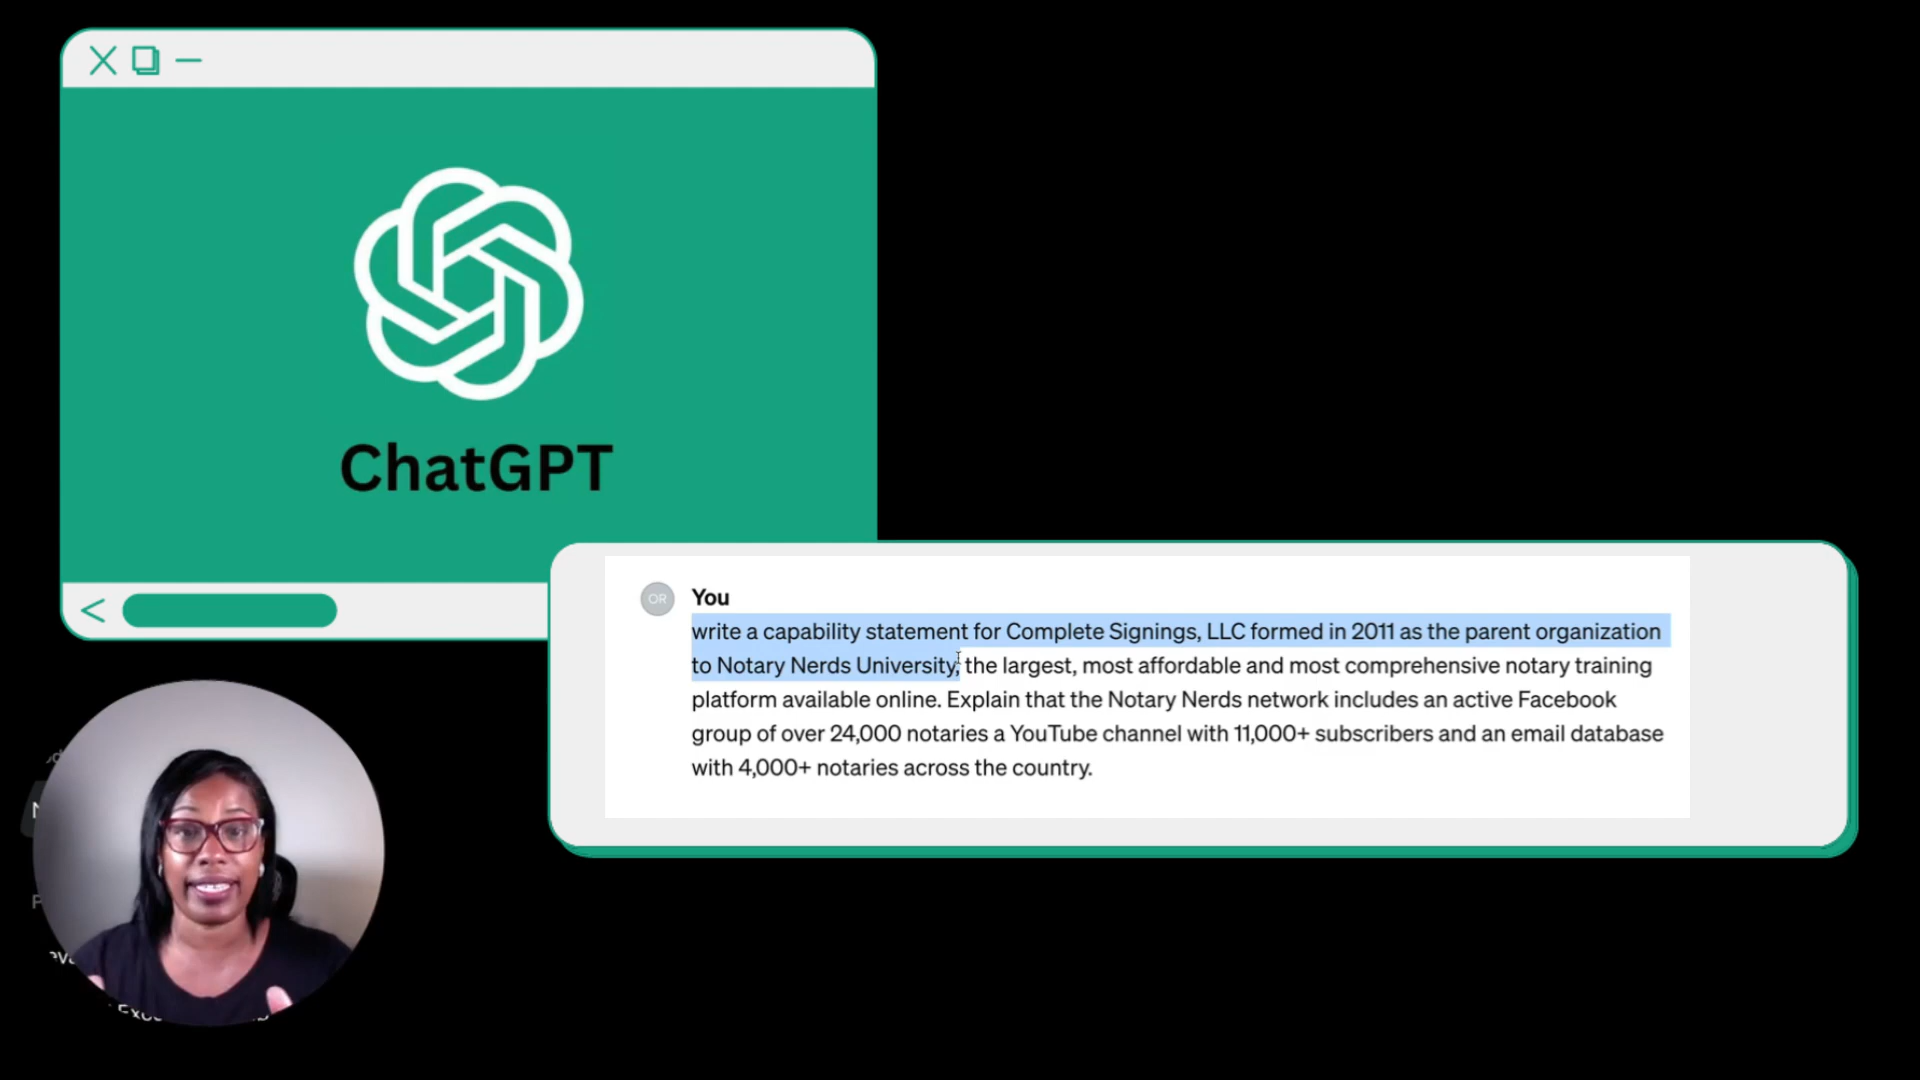 ChatGPT
OR
You
write a capability statement for Complete Signings, LLC formed in 2011 as the parent organization
to Notary Nerds University, the largest, most affordable and most comprehensive notary training
platform available online. Explain that the Notary Nerds network includes an active Facebook
group of over 24,000 notaries a YouTube channel with 11,000+ subscribers and an email database
with 4,000+ notaries across the country.